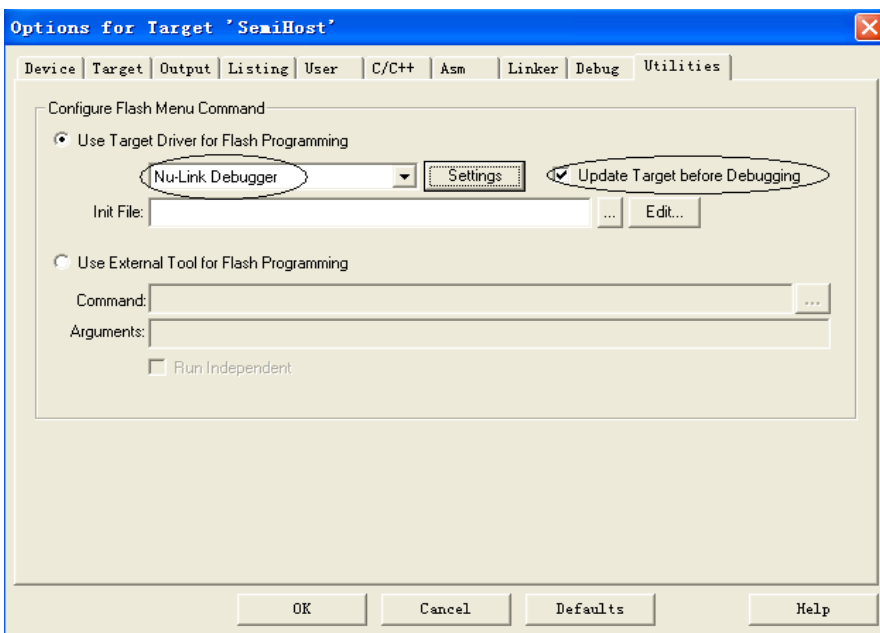 Options for Target 'SemiHost'
Device Target Output Listing User C/C++ Asm Linker Debug Utilities
Configure Flash Menu Command
Use Target Driver for Flash Programming
Nu-Link Debugger Settings Update Target before Debugging
Init File: ... Edit...
Use External Tool for Flash Programming
Command: ...
Arguments:
Run Independent
OK Cancel Defaults Help